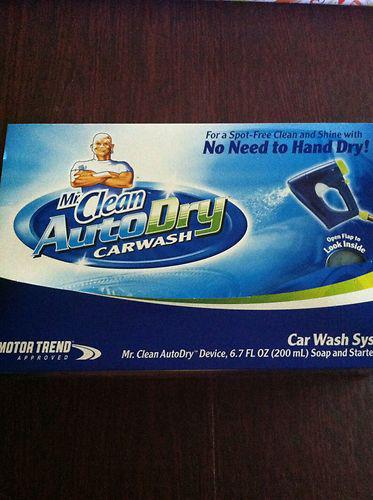 For a Spot-Free Clean and Shine with
No Need to Hand Dry!
Mr. Clean
AutoDry
CARWASH
Open Flap to
Look Inside
MOTOR TREND
APPROVED
Car Wash Sys
Mr. Clean AutoDry™ Device, 6.7 FL OZ (200 mL) Soap and Starte